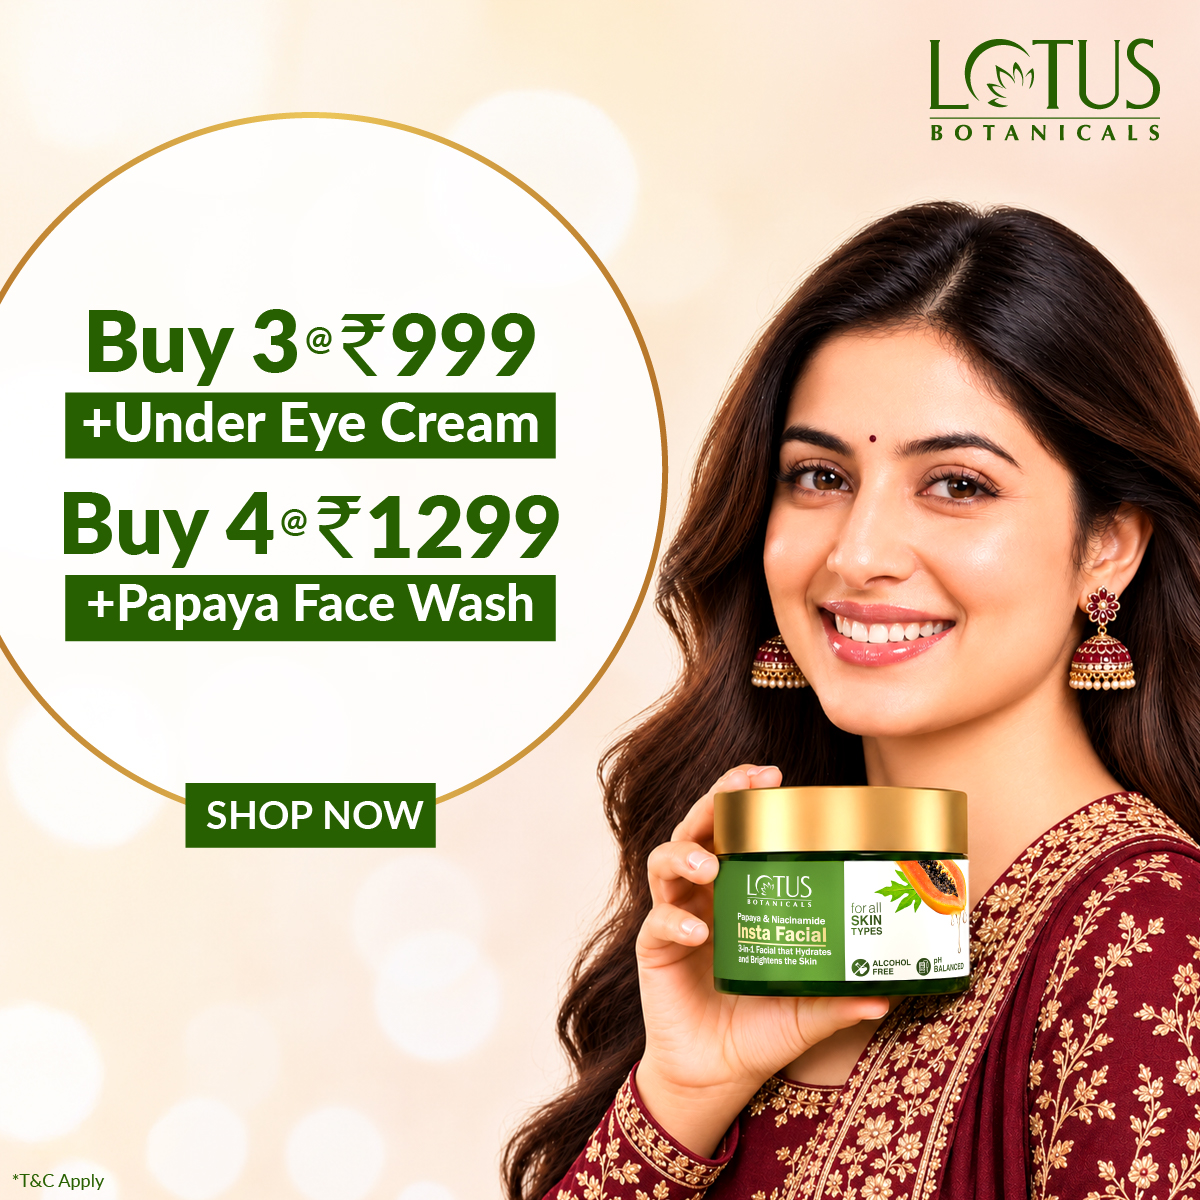 LOTUS
BOTANICALS
Buy 3@₹999
+Under Eye Cream
Buy 4@₹1299
+Papaya Face Wash
SHOP NOW
LOTUS
BOTANICALS
Papaya & Niacinamide
Insta Facial
3-in-1 Facial that Hydrates
and Brightens the Skin
for all
SKIN
TYPES
ALCOHOL
FREE
pH
BALANCED
*T&C Apply